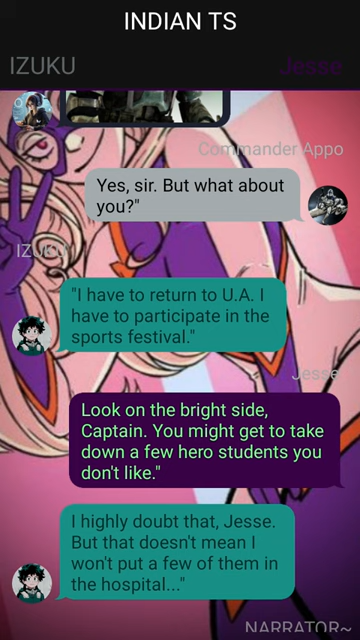 INDIAN TS
IZUKU
Jesse
Commander Appo
Yes, sir. But what about
you?"
IZUKU
"I have to return to U.A. I
have to participate in the
sports festival."
Jesse
Look on the bright side,
Captain. You might get to take
down a few hero students you
don't like."
I highly doubt that, Jesse.
But that doesn't mean I
won't put a few of them in
the hospital..."
NARRATOR~